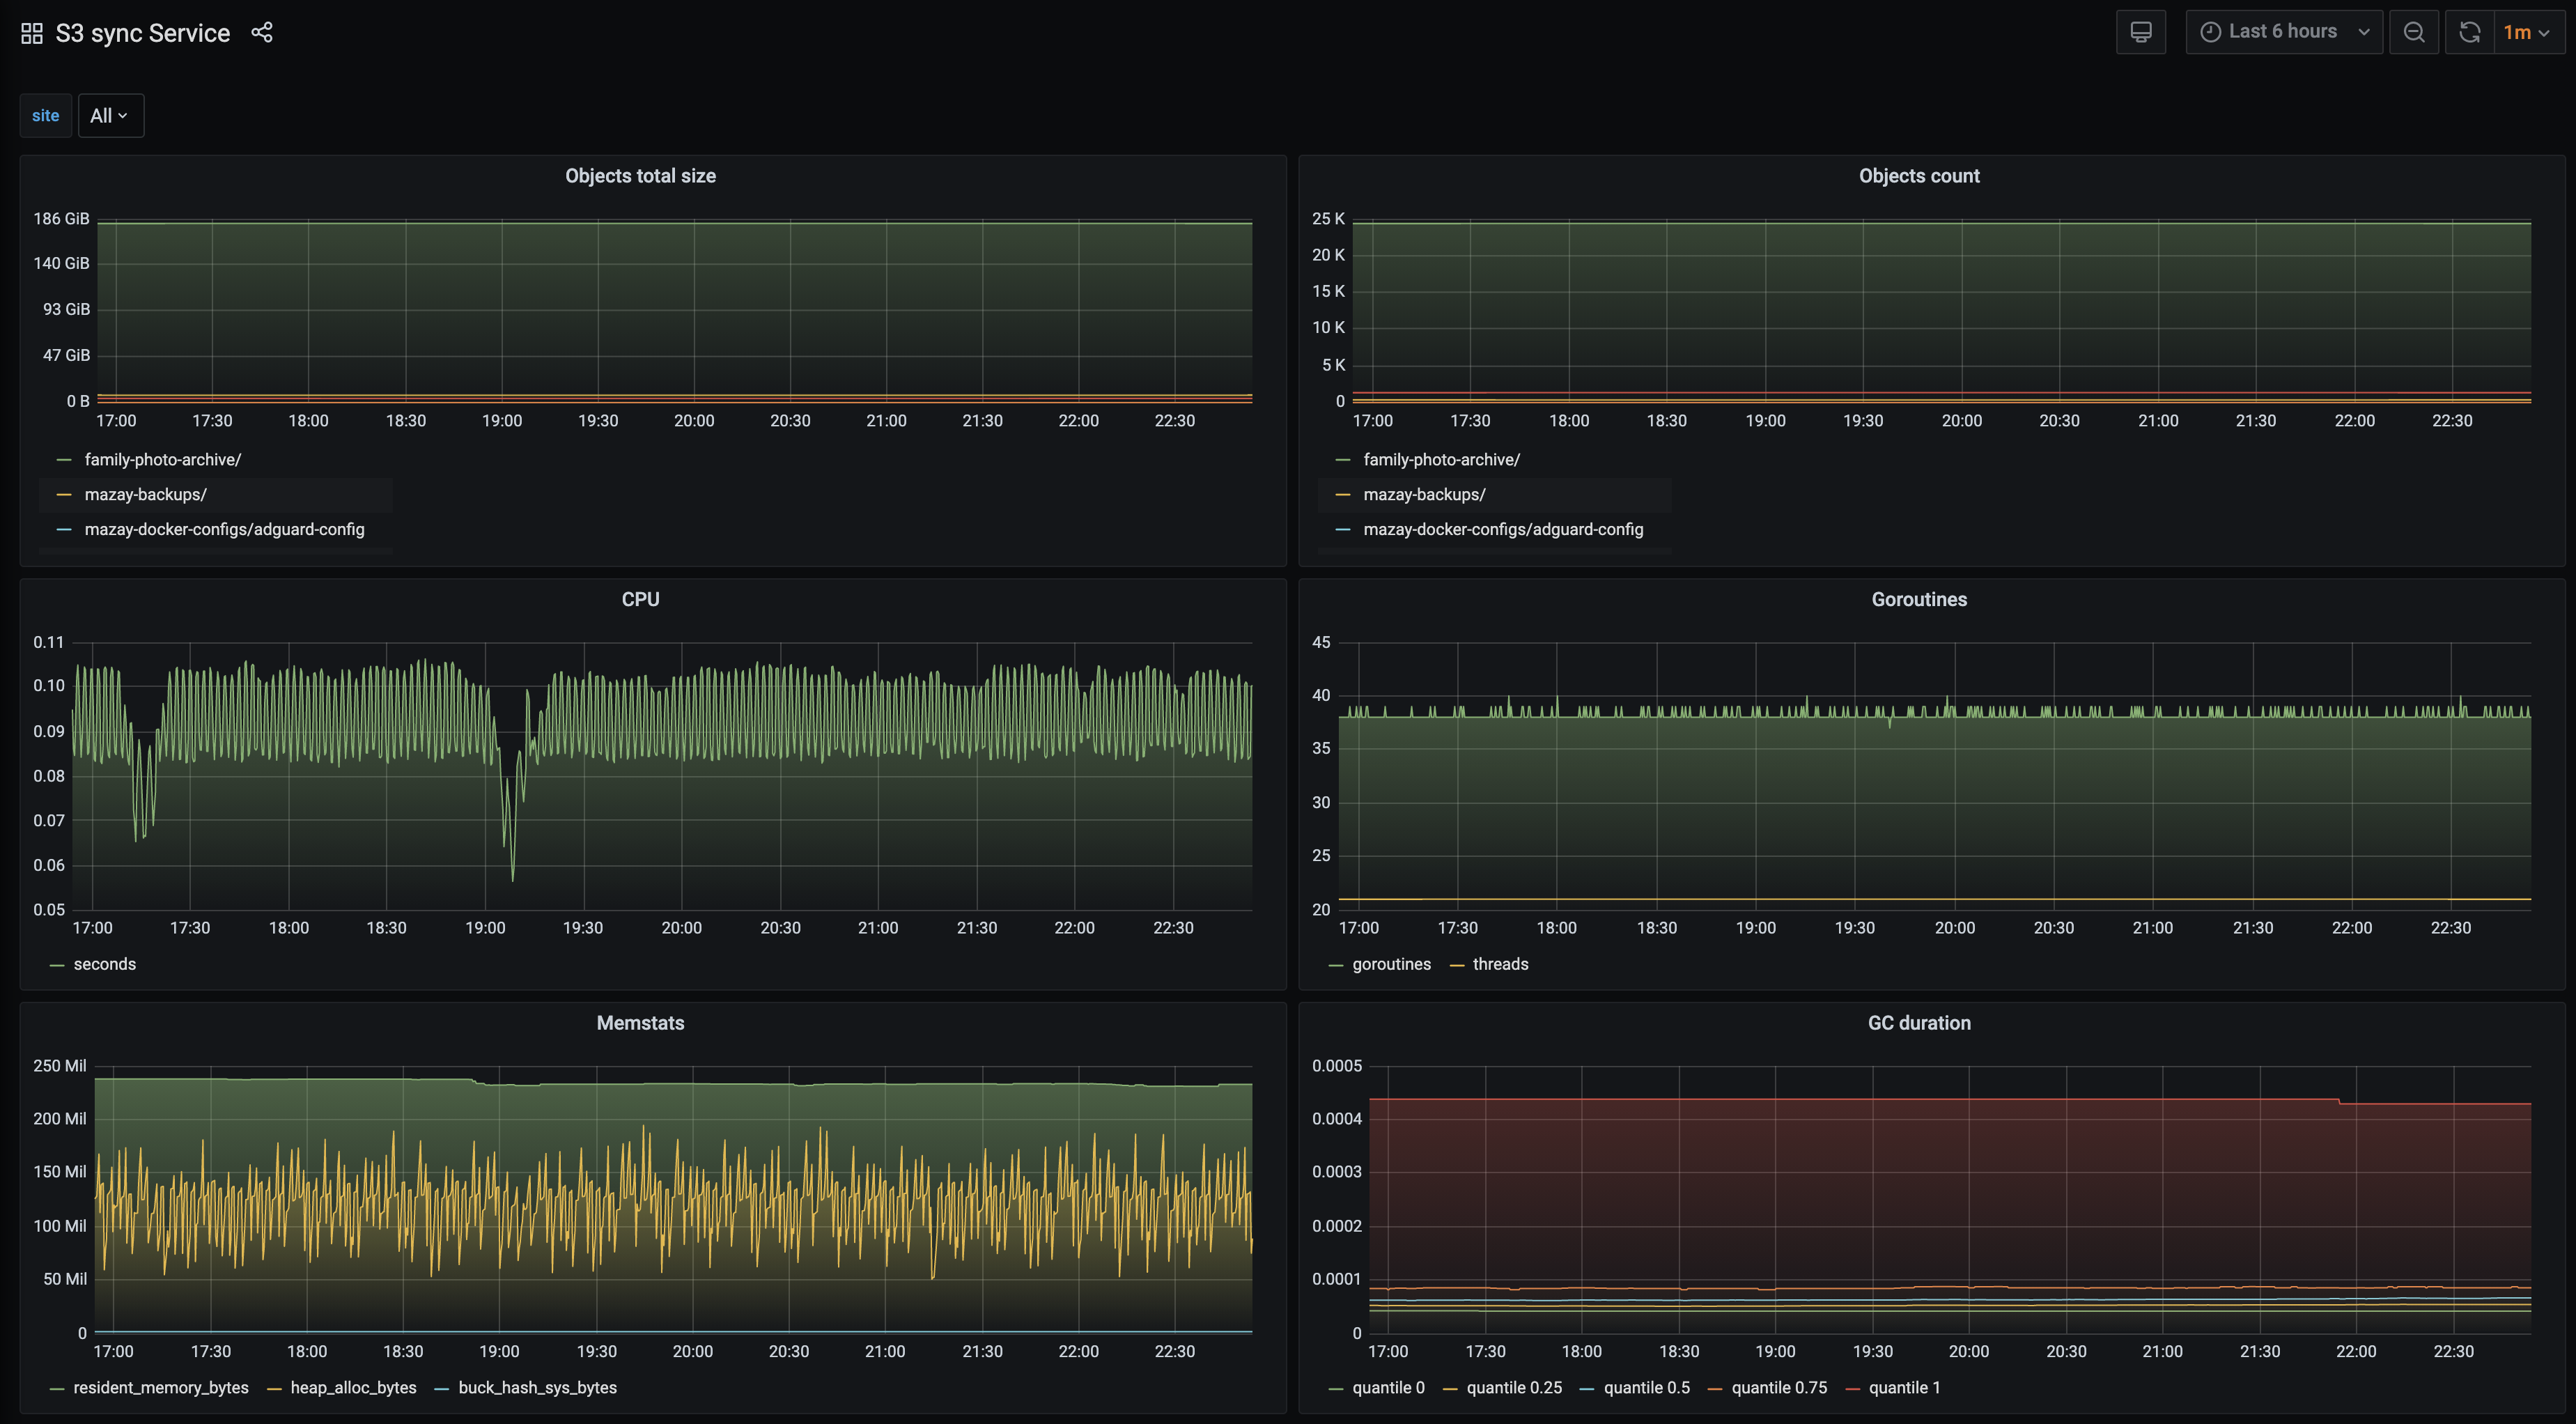 S3 sync Service
Last 6 hours
1m
site
All
Objects total size
186 GiB
140 GiB
93 GiB
47 GiB
0 B
17:00 17:30 18:00 18:30 19:00 19:30 20:00 20:30 21:00 21:30 22:00 22:30
family-photo-archive/
mazay-backups/
mazay-docker-configs/adguard-config
Objects count
25 K
20 K
15 K
10 K
5 K
0
17:00 17:30 18:00 18:30 19:00 19:30 20:00 20:30 21:00 21:30 22:00 22:30
family-photo-archive/
mazay-backups/
mazay-docker-configs/adguard-config
CPU
0.11
0.10
0.09
0.08
0.07
0.06
0.05
17:00 17:30 18:00 18:30 19:00 19:30 20:00 20:30 21:00 21:30 22:00 22:30
seconds
Goroutines
45
40
35
30
25
20
17:00 17:30 18:00 18:30 19:00 19:30 20:00 20:30 21:00 21:30 22:00 22:30
goroutines threads
Memstats
250 Mil
200 Mil
150 Mil
100 Mil
50 Mil
0
17:00 17:30 18:00 18:30 19:00 19:30 20:00 20:30 21:00 21:30 22:00 22:30
resident_memory_bytes heap_alloc_bytes buck_hash_sys_bytes
GC duration
0.0005
0.0004
0.0003
0.0002
0.0001
0
17:00 17:30 18:00 18:30 19:00 19:30 20:00 20:30 21:00 21:30 22:00 22:30
quantile 0 quantile 0.25 quantile 0.5 quantile 0.75 quantile 1